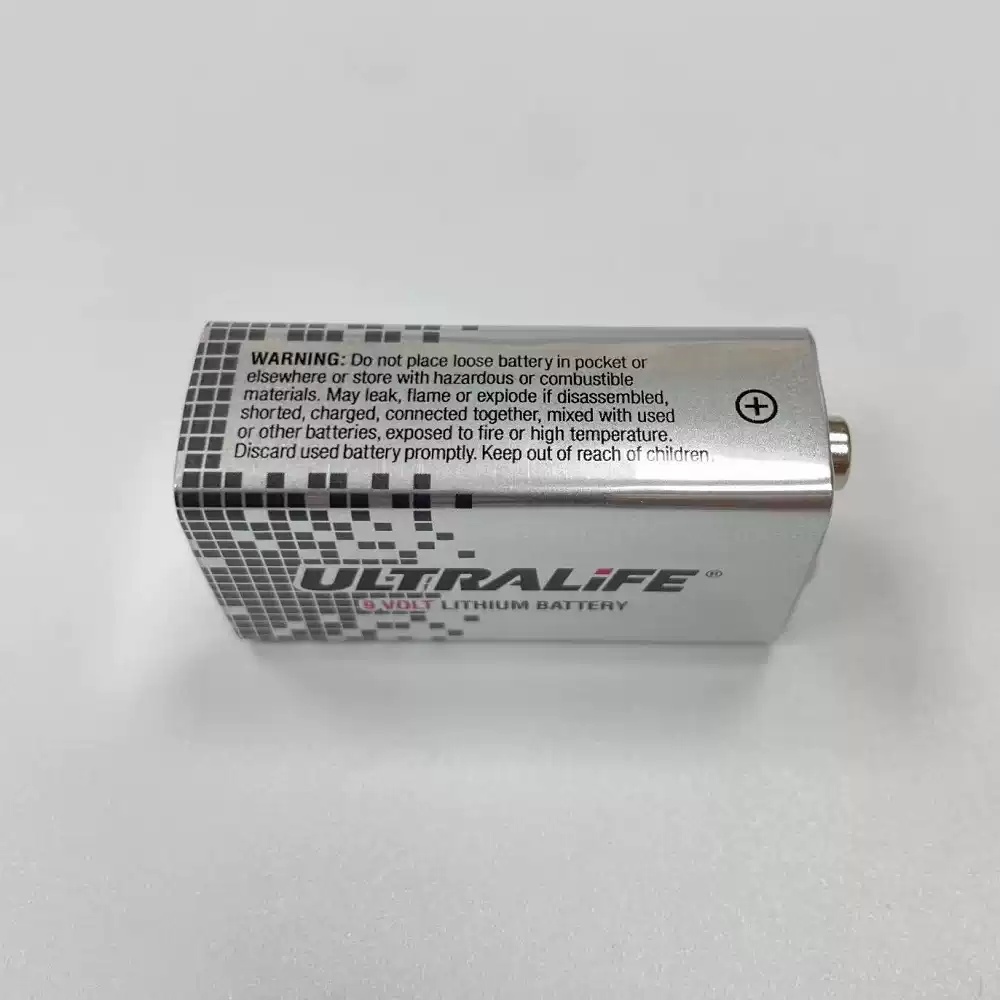 WARNING: Do not place loose battery in pocket or
elsewhere or store with hazardous or combustible
materials. May leak, flame or explode if disassembled,
shorted, charged, connected together, mixed with used
or other batteries, exposed to fire or high temperature.
Discard used battery promptly. Keep out of reach of children.
+
ULTRALiFE®
9 VOLT LITHIUM BATTERY